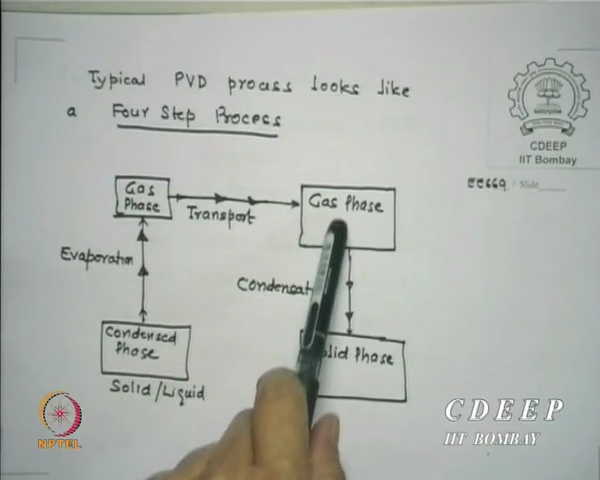 Typical PVD process looks like
a Four Step Process
CDEEP
IIT Bombay
EE669 / Slide
Gas
Phase
Transport
Gas Phase
Evaporation
Condensat
Condensed
Phase
Solid/Liquid
olid Phase
NPTEL
CDEEP
IIT BOMBAY